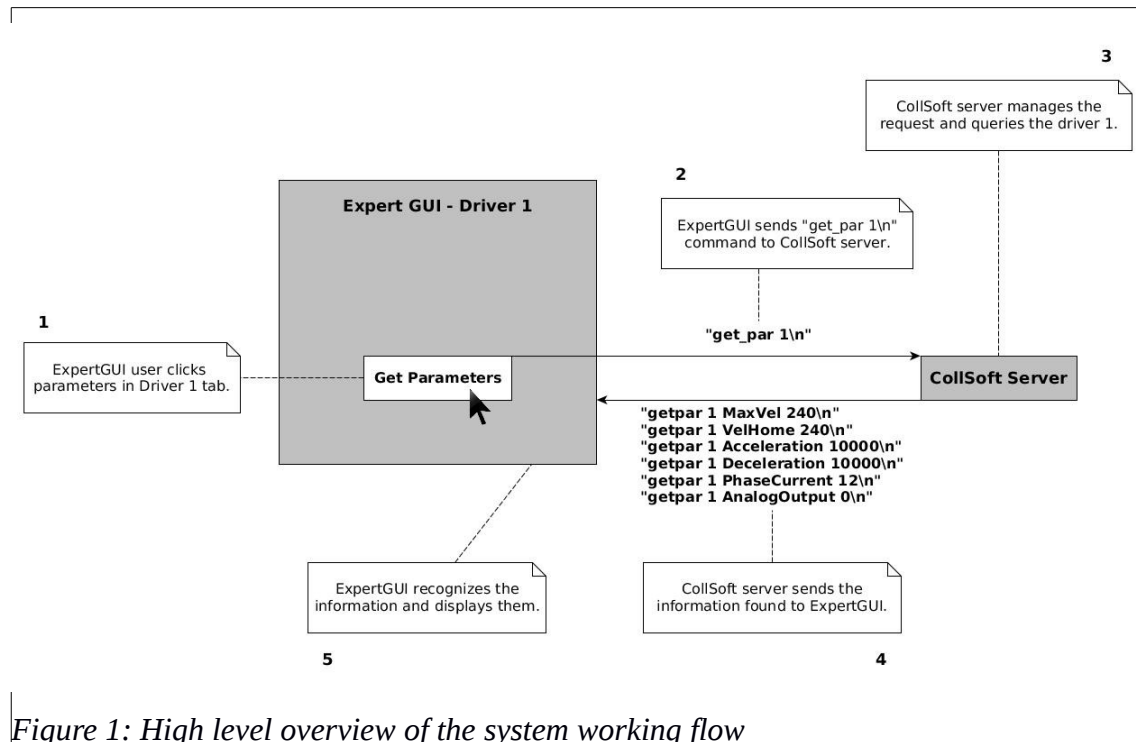 3
CollSoft server manages the
request and queries the driver 1.
2
ExpertGUI sends "get_par 1\n"
command to CollSoft server.
Expert GUI - Driver 1
1
ExpertGUI user clicks
parameters in Driver 1 tab.
Get Parameters
"get_par 1\n"
CollSoft Server
"getpar 1 MaxVel 240\n"
"getpar 1 VelHome 240\n"
"getpar 1 Acceleration 10000\n"
"getpar 1 Deceleration 10000\n"
"getpar 1 PhaseCurrent 12\n"
"getpar 1 AnalogOutput 0\n"
CollSoft server sends the
information found to ExpertGUI.
4
ExpertGUI recognizes the
information and displays them.
5
Figure 1: High level overview of the system working flow